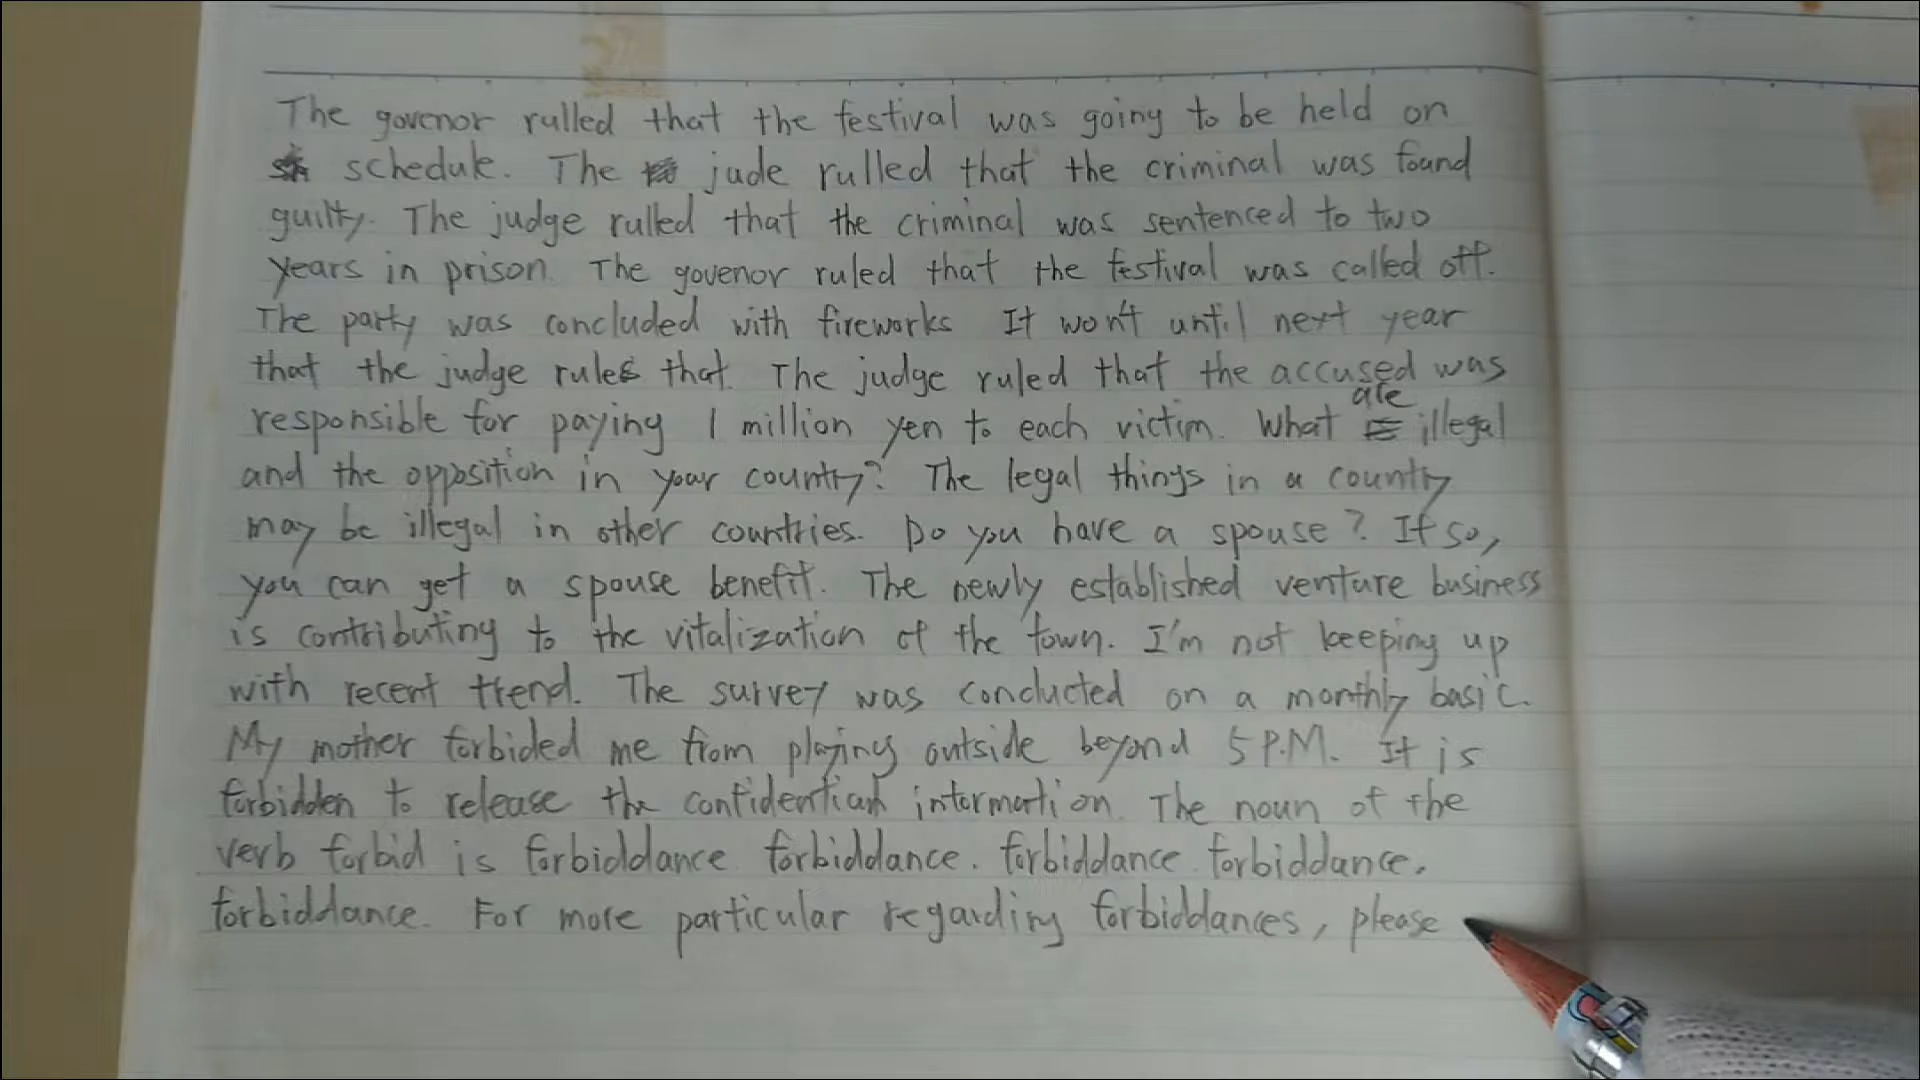 The govenor rulled that the festival was going to be held on
schedule. The jude rulled that the criminal was found
guilty. The judge rulled that the criminal was sentenced to two
years in prison. The govenor ruled that the festival was called off.
The party was concluded with fireworks It won't until next year
that the judge rules that. The judge ruled that the accused was
responsible for paying 1 million yen to each victim. What are illegal
and the opposition in your country? The legal things in a country
may be illegal in other countries. Do you have a spouse? If so,
you can get a spouse benefit. The newly established venture business
is contributing to the vitalization of the town. I'm not keeping up
with recent trend. The survey was conducted on a monthly basic.
My mother forbided me from playing outside beyond 5 P.M. It is
forbidden to release the information. The noun of the
verb forbid is forbiddance forbiddance. forbiddance forbiddance.
forbiddance. For more particular regarding forbiddances, please